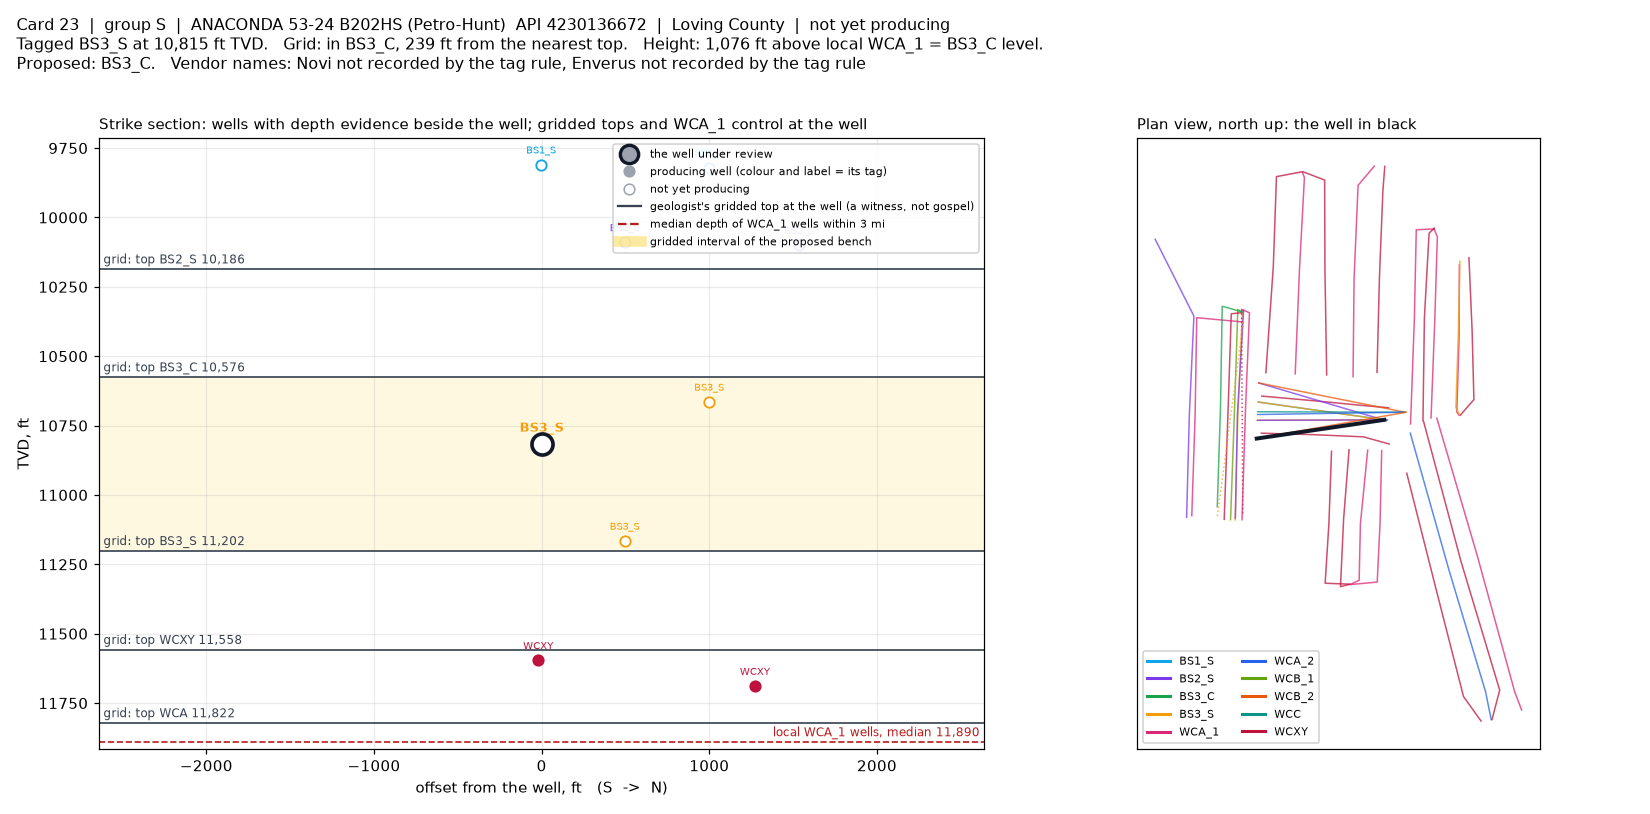 Card 23 | group S | ANACONDA 53-24 B202HS (Petro-Hunt) API 4230136672 | Loving County | not yet producing
Tagged BS3_S at 10,815 ft TVD. Grid: in BS3_C, 239 ft from the nearest top. Height: 1,076 ft above local WCA_1 = BS3_C level.
Proposed: BS3_C. Vendor names: Novi not recorded by the tag rule, Enverus not recorded by the tag rule
Strike section: wells with depth evidence beside the well; gridded tops and WCA_1 control at the well
TVD, ft
9750
10000
10250
10500
10750
11000
11250
11500
11750
BS1_S
the well under review
producing well (colour and label = its tag)
not yet producing
geologist's gridded top at the well (a witness, not gospel)
median depth of WCA_1 wells within 3 mi
gridded interval of the proposed bench
grid: top BS2_S 10,186
grid: top BS3_C 10,576
BS3_S
BS3_S
BS3_S
grid: top BS3_S 11,202
grid: top WCXY 11,558
WCXY
WCXY
grid: top WCA 11,822
local WCA_1 wells, median 11,890
−2000
−1000
0
1000
2000
offset from the well, ft (S -> N)
Plan view, north up: the well in black
BS1_S
BS2_S
BS3_C
BS3_S
WCA_1
WCA_2
WCB_1
WCB_2
WCC
WCXY